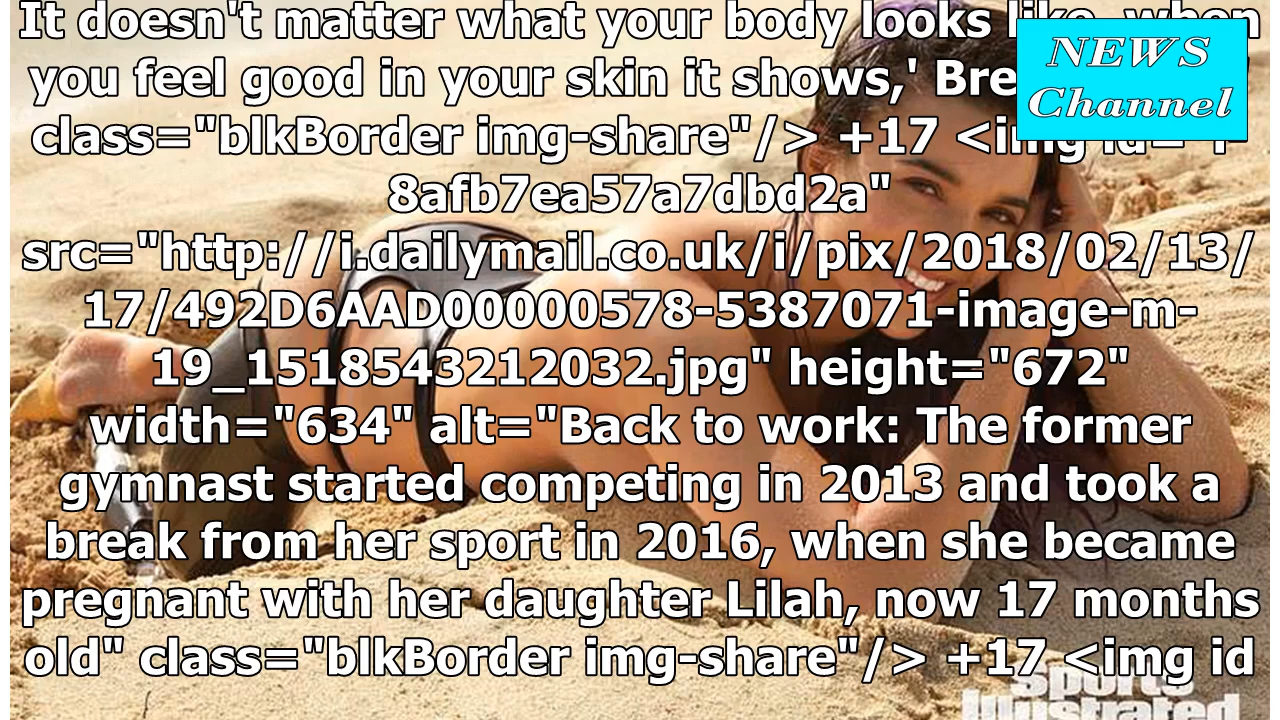 It doesn't matter what your body looks like, when
you feel good in your skin it shows,'
class="blkBorder img-share"/> +17
8afb7ea57a7dbd2a"
src="http://i.dailymail.co.uk/i/pix/2018/02/13/
17/492D6AAD00000578-5387071-image-m-
19_1518543212032.jpg" height="672"
width="634" alt="Back to work: The former
gymnast started competing in 2013 and took a
break from her sport in 2016, when she became
pregnant with her daughter Lilah, now 17 months
old" class="blkBorder img-share"/> +17 <img id
NEWS
Channel
Sports
Illustrated